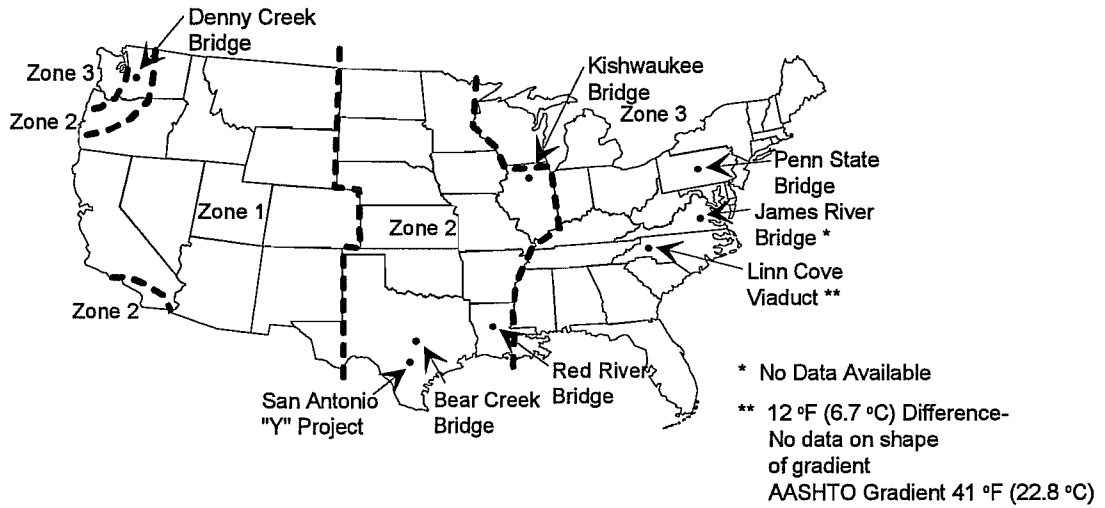 Denny Creek
Bridge
Zone 3
Zone 2
Kishwaukee
Bridge
Zone 3
Penn State
Bridge
James River
Bridge *
Zone 1
Zone 2
Linn Cove
Viaduct **
Zone 2
Red River
Bridge
San Antonio
"Y" Project
Bear Creek
Bridge
* No Data Available
** 12 °F (6.7 °C) Difference-
No data on shape
of gradient
AASHTO Gradient 41 °F (22.8 °C)